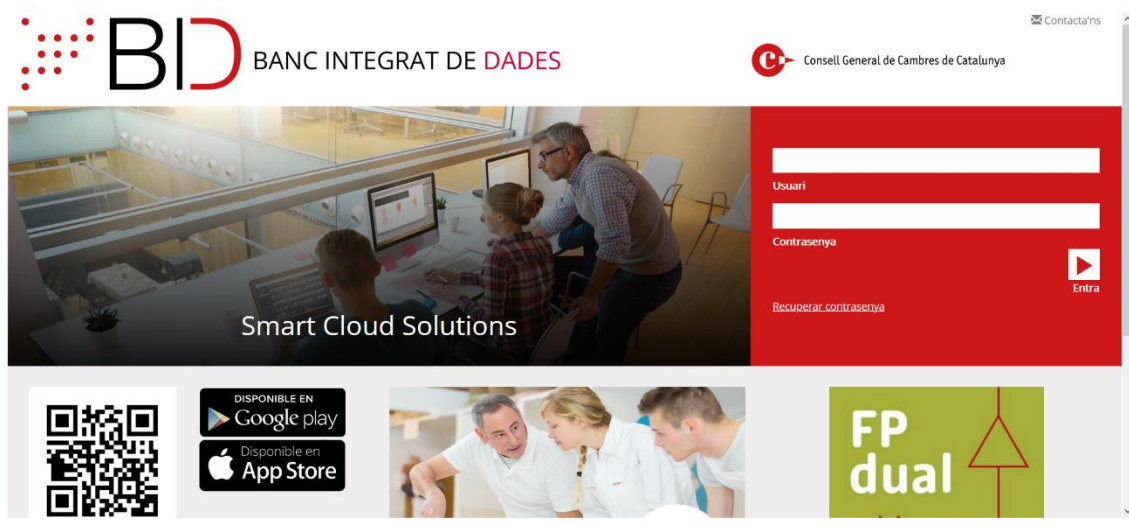 Contacta'ns
BID BANC INTEGRAT DE DADES
Consell General de Cambres de Catalunya
Usuari
Contrasenya
Entra
Recuperar contrasenya
Smart Cloud Solutions
DISPONIBLE EN
Google play
Disponible en
App Store
FP
dual